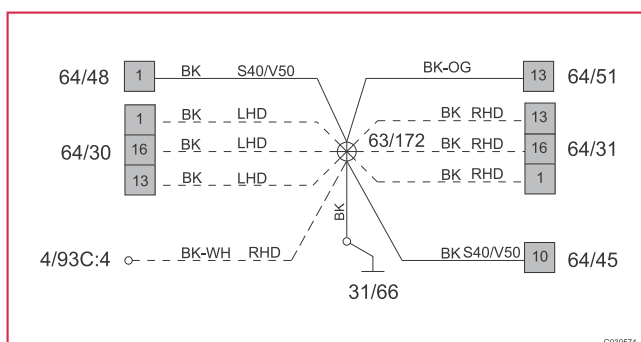 64/48 1 BK S40/V50 BK-OG 13 64/51
1 BK LHD BK RHD 13
64/30 16 BK LHD 63/172 BK RHD 16 64/31
13 BK LHD BK RHD 1
BK
4/93C:4 BK-WH RHD BK S40/V50 10 64/45
31/66
C030574